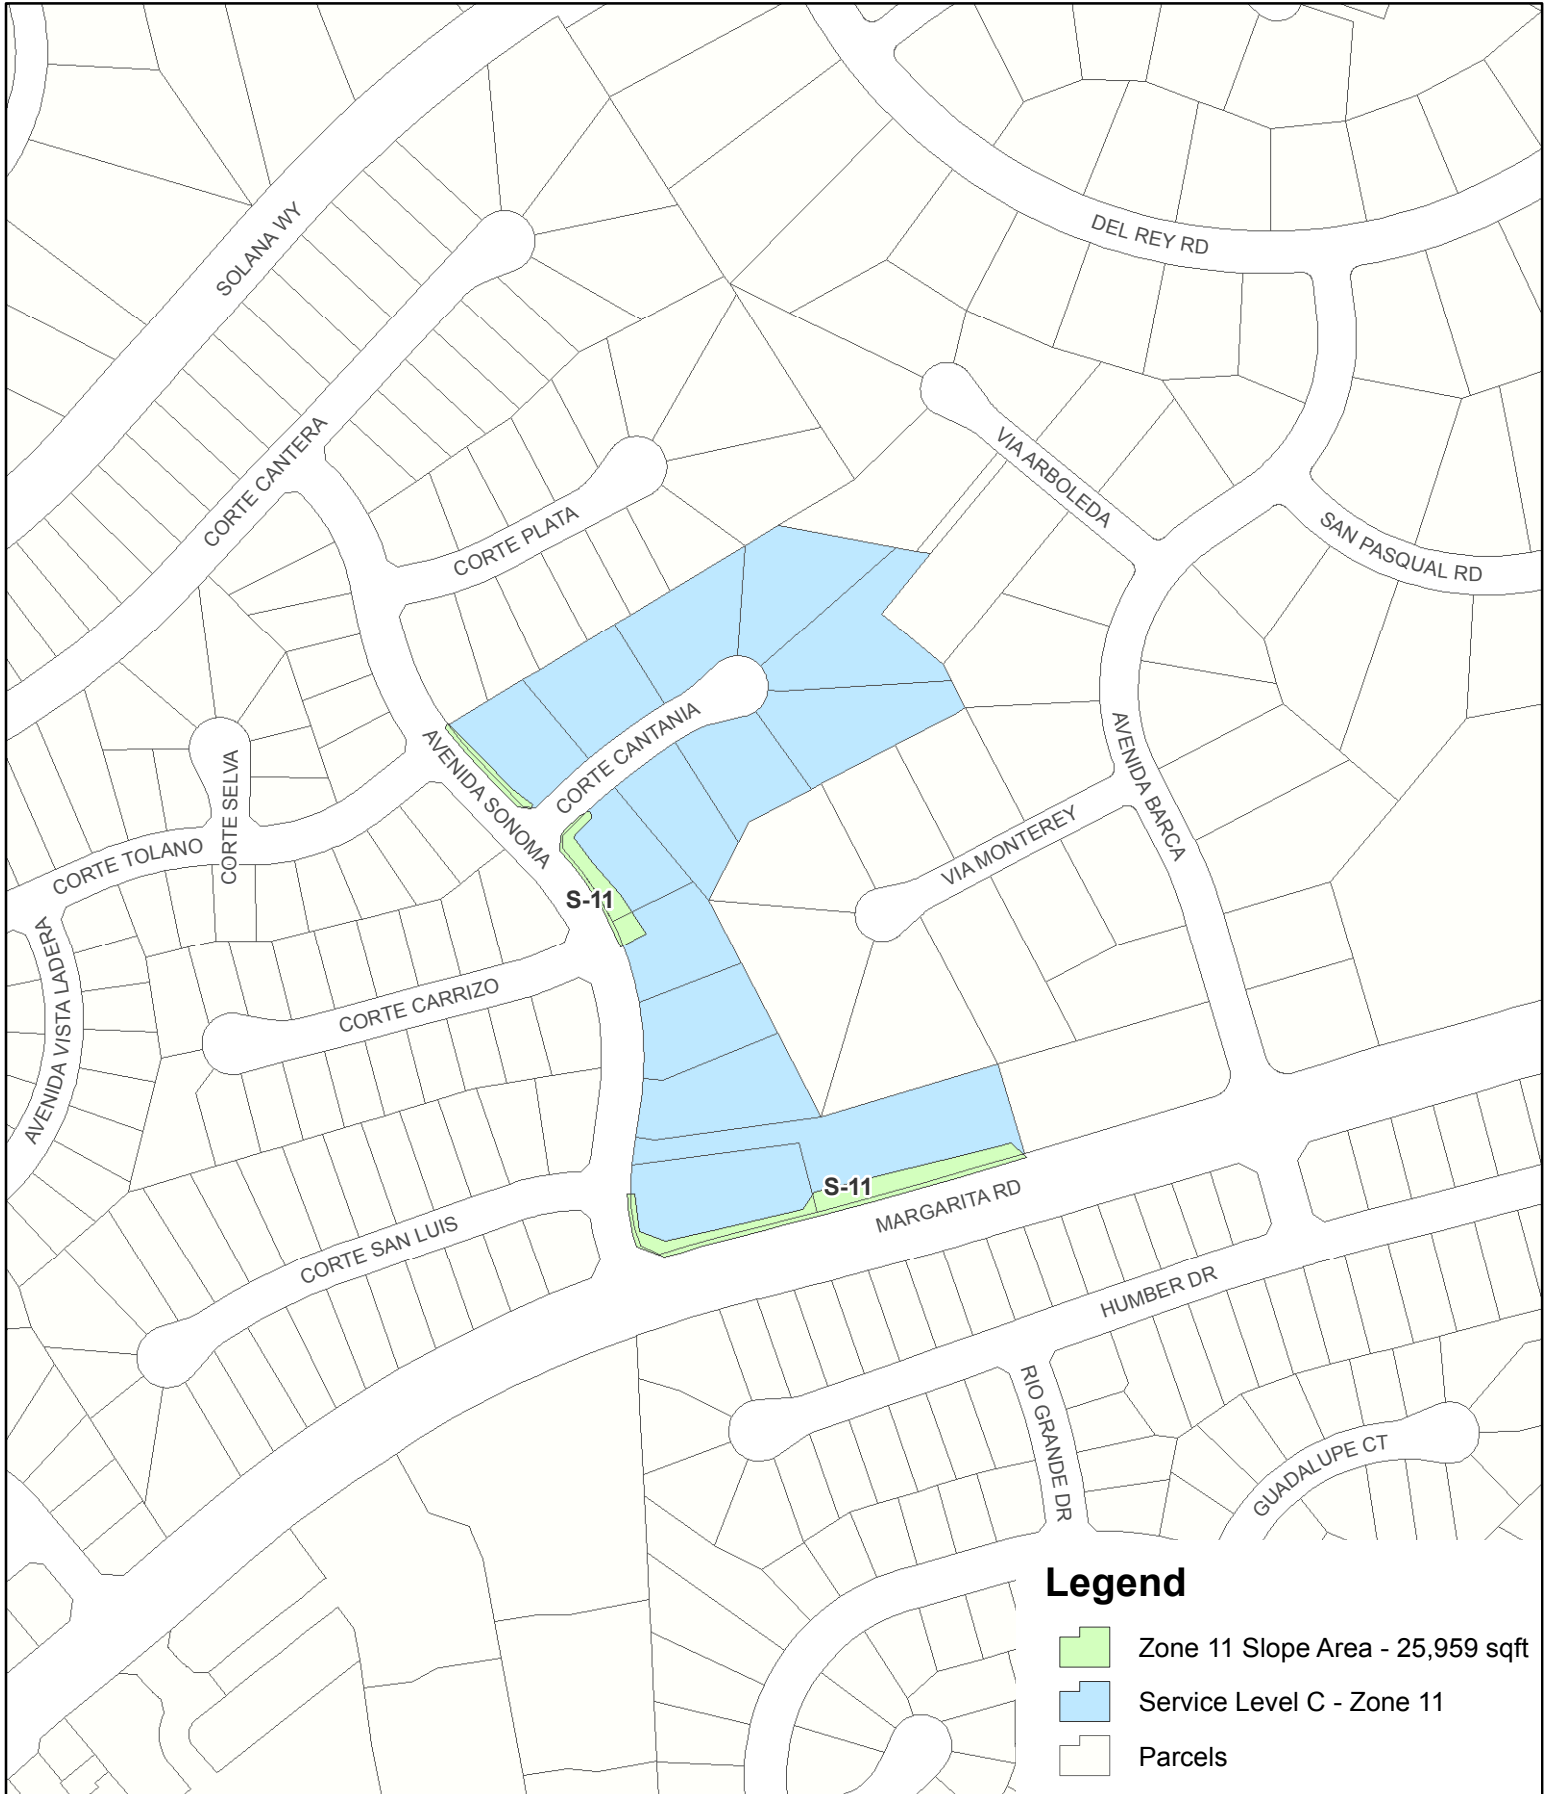 SOLANA WY
DEL REY RD
CORTE CANTERA
VIA ARBOLEDA
CORTE PLATA
SAN PASQUAL RD
CORTE CANTANIA
AVENIDA SONOMA
CORTE SELVA
AVENIDA BARCA
VIA MONTEREY
CORTE TOLANO
S-11
AVENIDA VISTA LADERA
CORTE CARRIZO
S-11
MARGARITA RD
CORTE SAN LUIS
HUMBER DR
RIO GRANDE DR
GUADALUPE CT
Legend
Zone 11 Slope Area - 25,959 sqft
Service Level C - Zone 11
Parcels